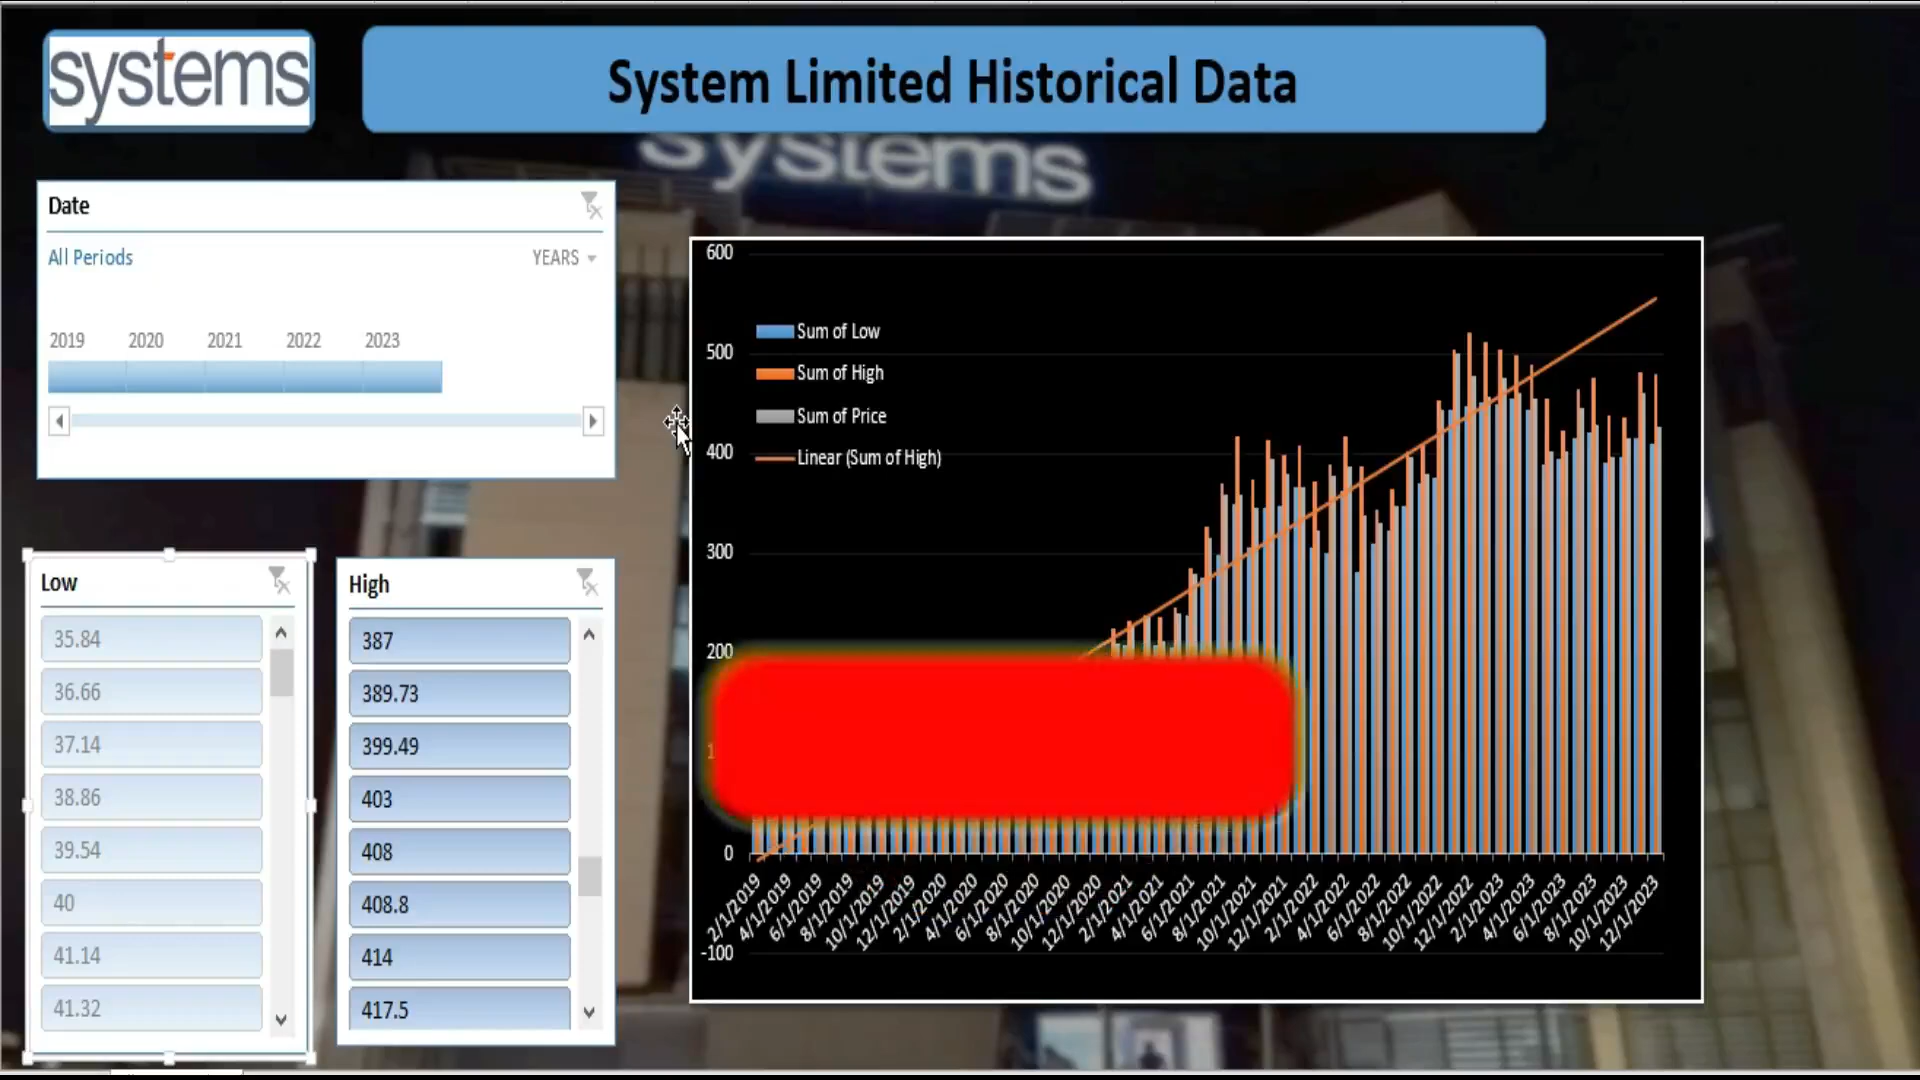 systems
System Limited Historical Data
systems
Date
All Periods
YEARS
2019 2020 2021 2022 2023
Low
35.84
36.66
37.14
38.86
39.54
40
41.14
41.32
High
387
389.73
399.49
403
408
408.8
414
417.5
600
500
400
300
200
0
-100
Sum of Low
Sum of High
Sum of Price
Linear (Sum of High)
2/1/2019 4/1/2019 6/1/2019 8/1/2019 10/1/2019 12/1/2019 2/1/2020 4/1/2020 6/1/2020 8/1/2020 10/1/2020 12/1/2020 2/1/2021 4/1/2021 6/1/2021 8/1/2021 10/1/2021 12/1/2021 2/1/2022 4/1/2022 6/1/2022 8/1/2022 10/1/2022 12/1/2022 2/1/2023 4/1/2023 6/1/2023 8/1/2023 10/1/2023 12/1/2023